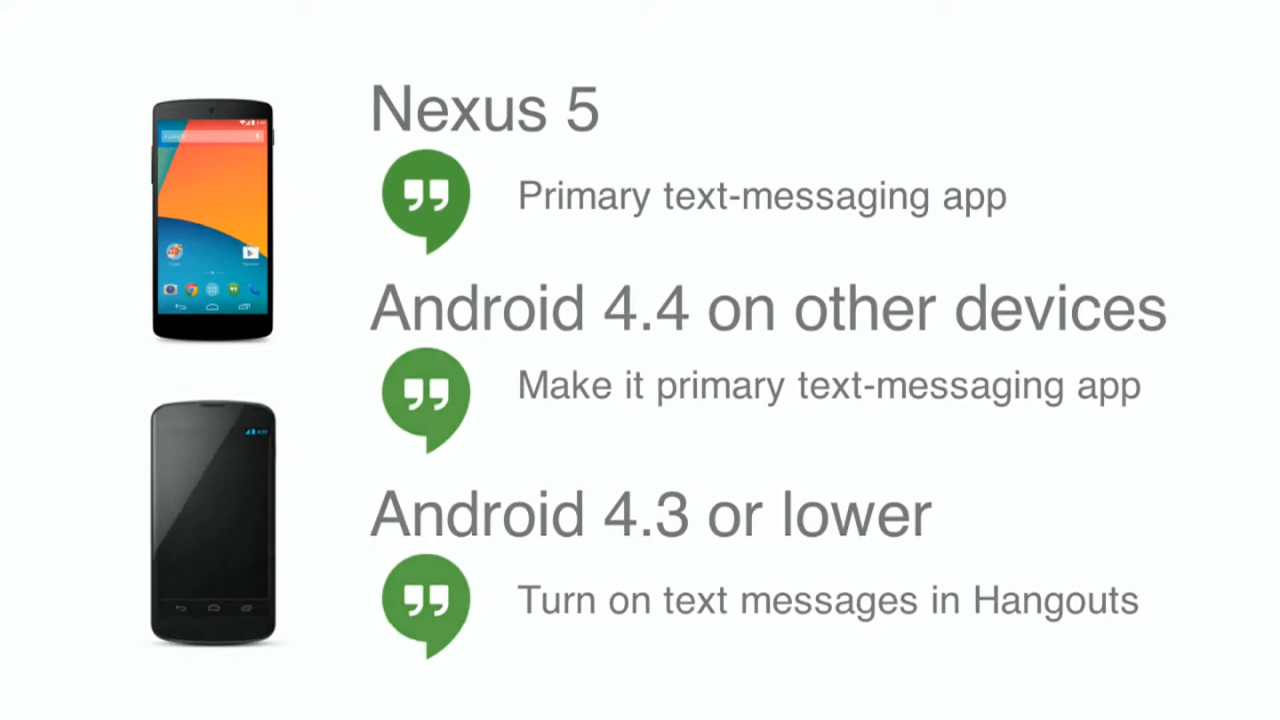 Nexus 5
Primary text-messaging app
Android 4.4 on other devices
Make it primary text-messaging app
Android 4.3 or lower
Turn on text messages in Hangouts